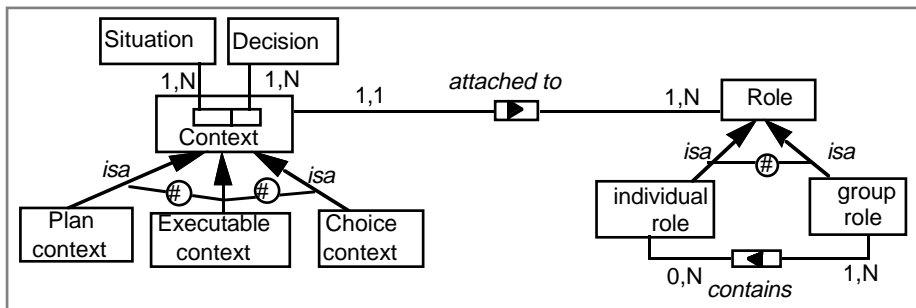 Situation
Decision
1,N
1,N
Context
1,1
attached to
1,N
Role
isa
#
#
isa
isa
#
isa
Plan
context
Executable
context
Choice
context
individual
role
group
role
0,N
1,N
contains